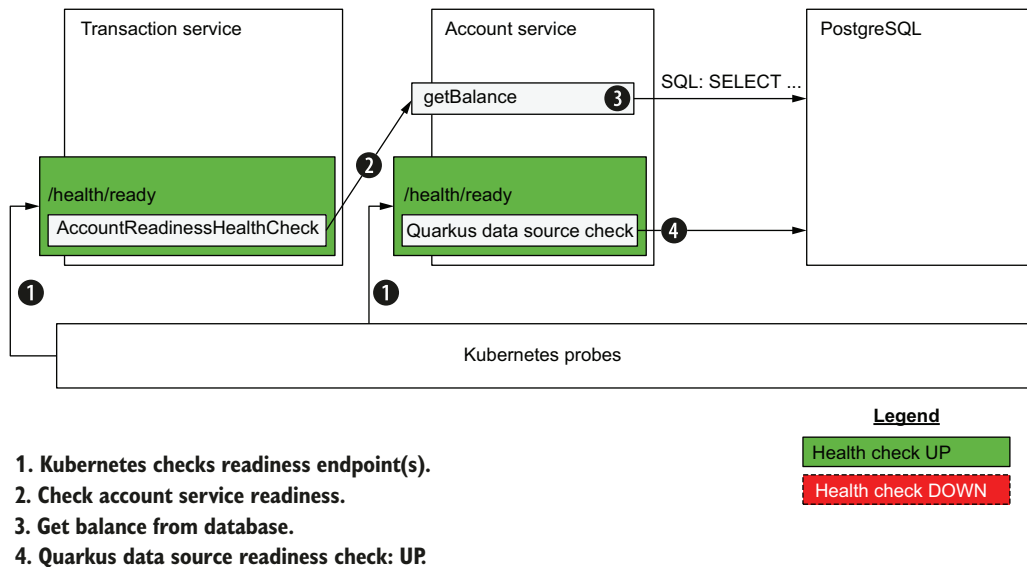 Transaction service
Account service
PostgreSQL
getBalance
3
SQL: SELECT ...
2
/health/ready
AccountReadinessHealthCheck
/health/ready
Quarkus data source check
4
1
1
Kubernetes probes
Legend
Health check UP
Health check DOWN
1. Kubernetes checks readiness endpoint(s).
2. Check account service readiness.
3. Get balance from database.
4. Quarkus data source readiness check: UP.